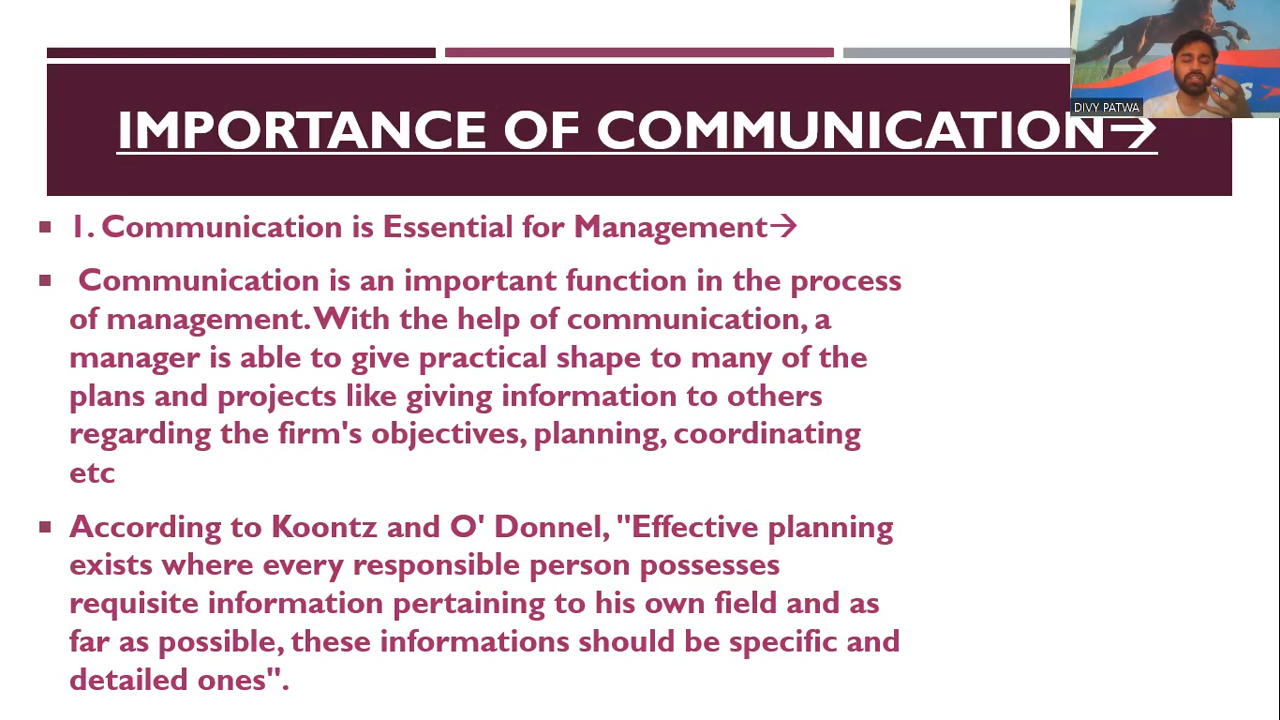 IMPORTANCE OF COMMUNICATION→
DIVY PATWA
1. Communication is Essential for Management→
Communication is an important function in the process
of management. With the help of communication, a
manager is able to give practical shape to many of the
plans and projects like giving information to others
regarding the firm's objectives, planning, coordinating
etc
According to Koontz and O' Donnel, "Effective planning
exists where every responsible person possesses
requisite information pertaining to his own field and as
far as possible, these informations should be specific and
detailed ones".